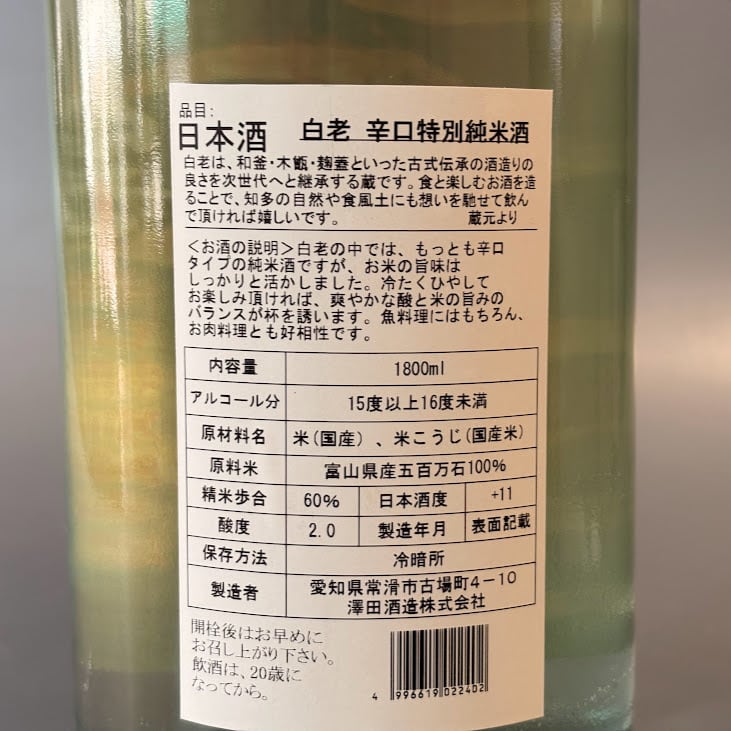 品目:
日本酒 白老 辛口特別純米酒
白老は、和釜・木甑・麹蓋といった古式伝承の酒造りの
良さを次世代へと継承する蔵です。食と楽しむお酒を造
ることで、知多の自然や食風土にも想いを馳せて飲ん
で頂ければ嬉しいです。 蔵元より
＜お酒の説明＞白老の中では、もっとも辛口
タイプの純米酒ですが、お米の旨味は
しっかりと活かしました。冷たくひやして
お楽しみ頂ければ、爽やかな酸と米の旨みの
バランスが杯を誘います。魚料理にはもちろん、
お肉料理とも好相性です。
内容量 1800ml
アルコール分 15度以上16度未満
原材料名 米(国産)、米こうじ(国産米)
原料米 富山県産五百万石100%
精米歩合 60% 日本酒度 +11
酸度 2.0 製造年月 表面記載
保存方法 冷暗所
製造者 愛知県常滑市古場町4－10
澤田酒造株式会社
開栓後はお早めに
お召し上がり下さい。
飲酒は、20歳に
なってから。
4 996619 022402